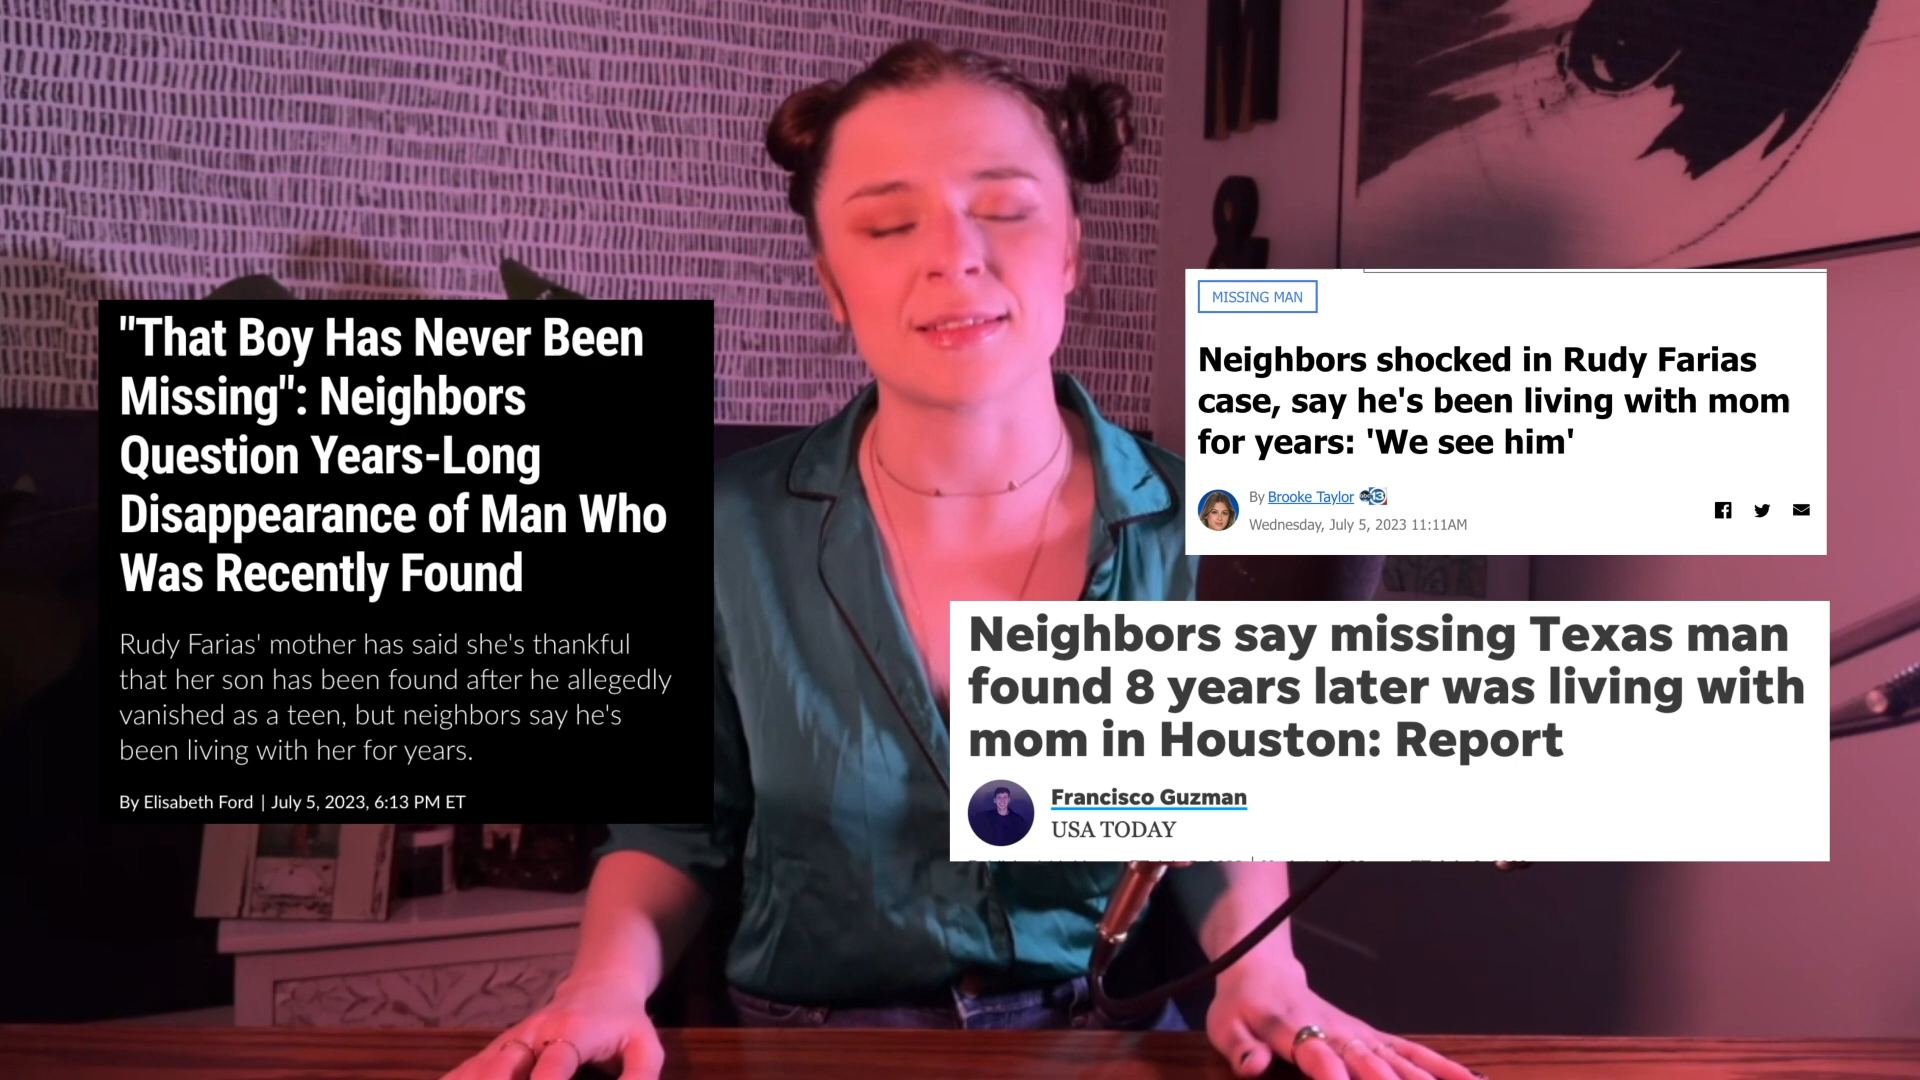 "That Boy Has Never Been
Missing": Neighbors
Question Years-Long
Disappearance of Man Who
Was Recently Found
Rudy Farias' mother has said she's thankful
that her son has been found after he allegedly
vanished as a teen, but neighbors say he's
been living with her for years.
By Elisabeth Ford | July 5, 2023, 6:13 PM ET
MISSING MAN
Neighbors shocked in Rudy Farias
case, say he's been living with mom
for years: 'We see him'
By Brooke Taylor abc13
Wednesday, July 5, 2023 11:11AM
Neighbors say missing Texas man
found 8 years later was living with
mom in Houston: Report
Francisco Guzman
USA TODAY